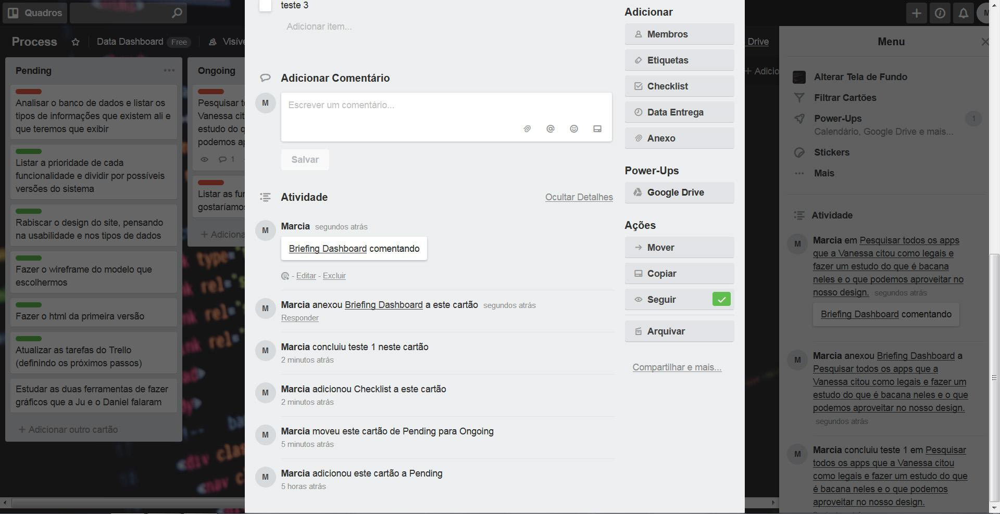 Quadros
Process
Data Dashboard
Free
Visíve
Drive
Pending
Analisar o banco de dados e listar os
tipos de informações que existem ali e
que teremos que exibir
Listar a prioridade de cada
funcionalidade e dividir por possíveis
versões do sistema
Rabiscar o design do site, pensando
na usabilidade e nos tipos de dados
Fazer o wireframe do modelo que
escolhermos
Fazer o html da primeira versão
Atualizar as tarefas do Trello
(definindo os próximos passos)
Estudar as duas ferramentas de fazer
gráficos que a Ju e o Daniel falaram
+ Adicionar outro cartão
Ongoing
Pesquisar to
Vanessa cit
estudo do q
podemos ap
1
Listar as fun
gostaríamos
+ Adiciona
type="
rel="s
rel=
rel=
<div clas
<nav c
teste 3
Adicionar item...
Adicionar Comentário
M
Escrever um comentário...
Salvar
Atividade
Ocultar Detalhes
M
Marcia segundos atrás
Briefing Dashboard comentando
- Editar - Excluir
M
Marcia anexou Briefing Dashboard a este cartão segundos atrás
Responder
M
Marcia concluiu teste 1 neste cartão
2 minutos atrás
M
Marcia adicionou Checklist a este cartão
2 minutos atrás
M
Marcia moveu este cartão de Pending para Ongoing
5 minutos atrás
M
Marcia adicionou este cartão a Pending
5 horas atrás
Adicionar
Membros
Etiquetas
Checklist
Data Entrega
Anexo
Power-Ups
Google Drive
Ações
Mover
Copiar
Seguir
Arquivar
Compartilhar e mais...
+ Adicio
M
Menu
Alterar Tela de Fundo
Filtrar Cartões
Power-Ups
1
Calendário, Google Drive e mais...
Stickers
Mais
Atividade
M
Marcia em Pesquisar todos os apps
que a Vanessa citou como legais e
fazer um estudo do que é bacana
neles e o que podemos aproveitar no
nosso design. segundos atrás
Briefing Dashboard comentando
M
Marcia anexou Briefing Dashboard a
Pesquisar todos os apps que a
Vanessa citou como legais e fazer um
estudo do que é bacana neles e o que
podemos aproveitar no nosso design.
segundos atrás
M
Marcia concluiu teste 1 em Pesquisar
todos os apps que a Vanessa citou
como legais e fazer um estudo do que
é bacana neles e o que podemos
aproveitar no nosso design.